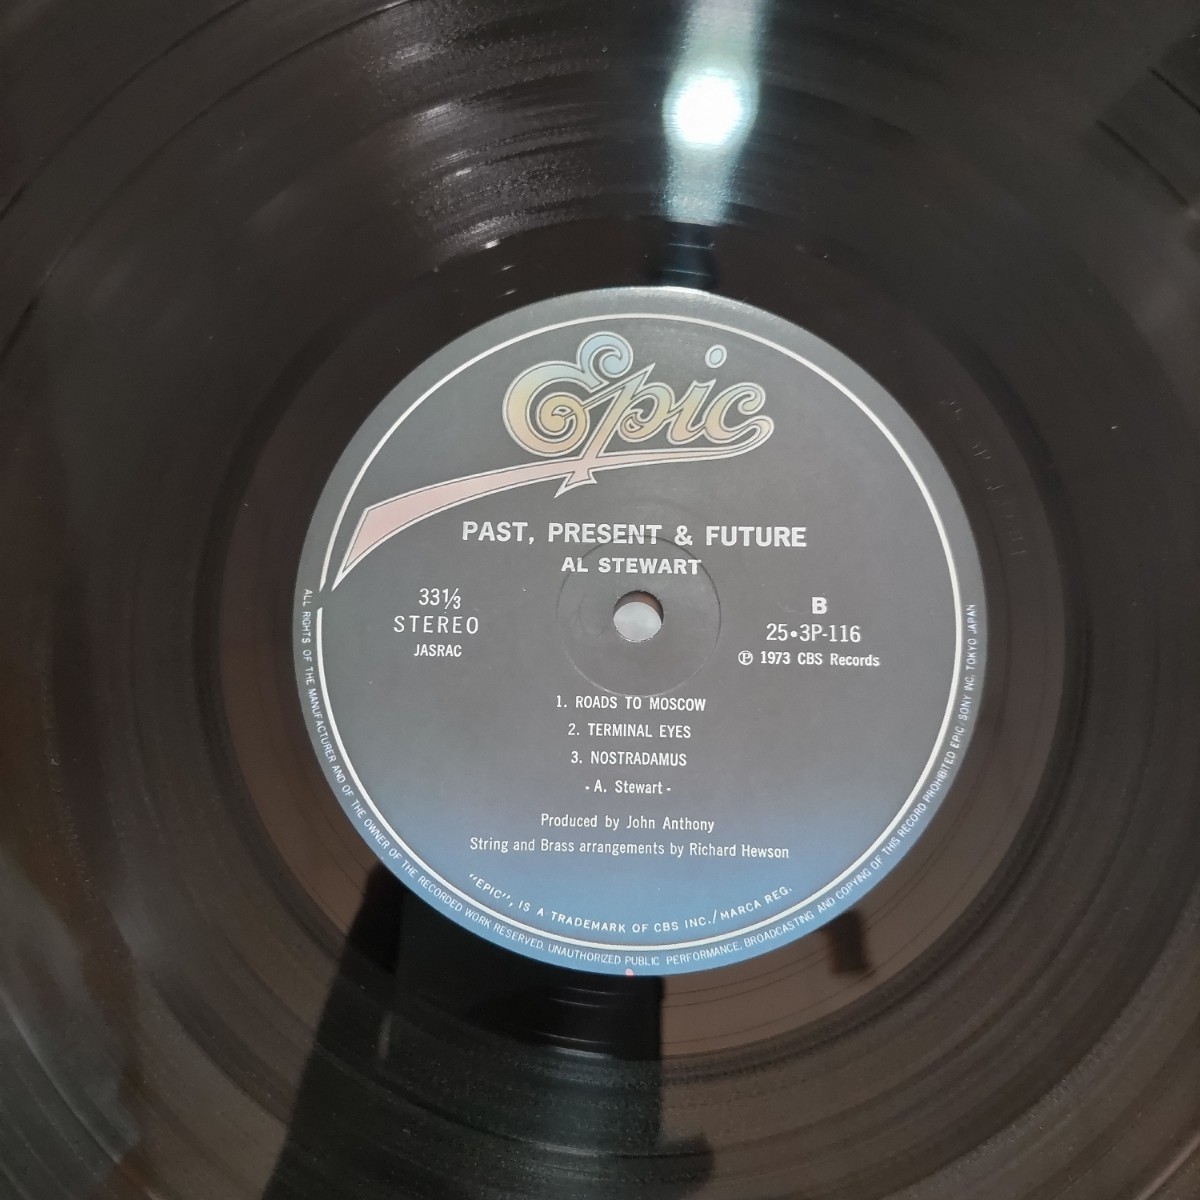 Epic
PAST, PRESENT & FUTURE
AL STEWART
33⅓
STEREO
JASRAC
B
25•3P-116
Ⓟ 1973 CBS Records
1. ROADS TO MOSCOW
2. TERMINAL EYES
3. NOSTRADAMUS
- A. Stewart -
Produced by John Anthony
String and Brass arrangements by Richard Hewson
"EPIC", IS A TRADEMARK OF CBS INC./MARCA REG.
ALL RIGHTS OF THE MANUFACTURER AND OF THE OWNER OF THE RECORDED WORK RESERVED. UNAUTHORIZED PUBLIC PERFORMANCE, BROADCASTING AND COPYING OF THIS RECORD PROHIBITED EPIC/SONY INC. TOKYO JAPAN